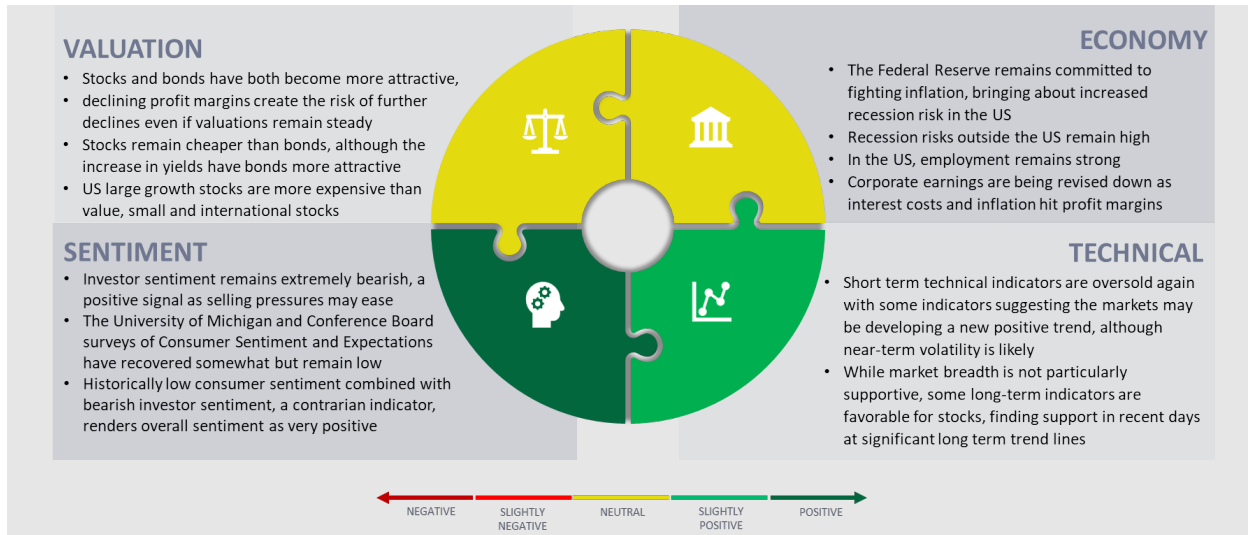 VALUATION
• Stocks and bonds have both become more attractive,
• declining profit margins create the risk of further
declines even if valuations remain steady
• Stocks remain cheaper than bonds, although the
increase in yields have bonds more attractive
• US large growth stocks are more expensive than
value, small and international stocks
ECONOMY
• The Federal Reserve remains committed to
fighting inflation, bringing about increased
recession risk in the US
• Recession risks outside the US remain high
• In the US, employment remains strong
• Corporate earnings are being revised down as
interest costs and inflation hit profit margins
SENTIMENT
• Investor sentiment remains extremely bearish, a
positive signal as selling pressures may ease
• The University of Michigan and Conference Board
surveys of Consumer Sentiment and Expectations
have recovered somewhat but remain low
• Historically low consumer sentiment combined with
bearish investor sentiment, a contrarian indicator,
renders overall sentiment as very positive
TECHNICAL
• Short term technical indicators are oversold again
with some indicators suggesting the markets may
be developing a new positive trend, although
near-term volatility is likely
• While market breadth is not particularly
supportive, some long-term indicators are
favorable for stocks, finding support in recent days
at significant long term trend lines
NEGATIVE
SLIGHTLY
NEGATIVE
NEUTRAL
SLIGHTLY
POSITIVE
POSITIVE